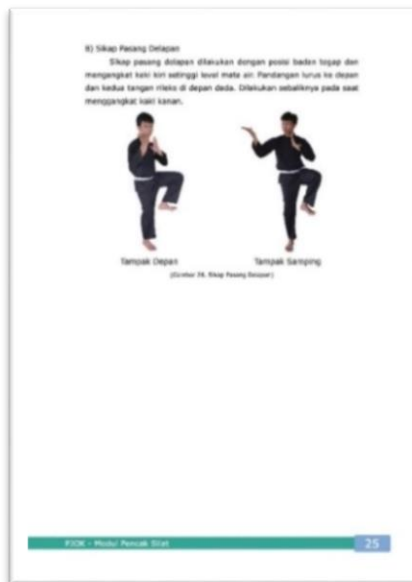 8) Sikap Pasang Delapan
Sikap pasang delapan dilakukan dengan posisi badan tegap dan
mengangkat kaki kiri setinggi level mata air. Pandangan lurus ke depan
dan kedua tangan rileks di depan dada. Dilakukan sebaliknya pada saat
menggangkat kaki kanan.
Tampak Depan
Tampak Samping
(Gambar Sikap Pasang Delapan)
PJOK - Modul Pencak Silat
25